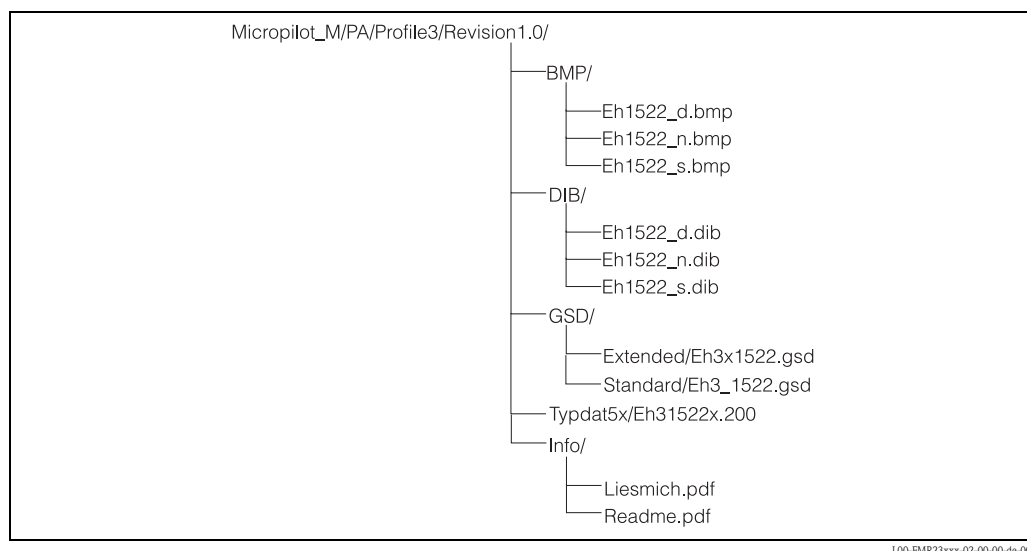 Micropilot_M/PA/Profile3/Revision1.0/
BMP/
Eh1522_d.bmp
Eh1522_n.bmp
Eh1522_s.bmp
DIB/
Eh1522_d.dib
Eh1522_n.dib
Eh1522_s.dib
GSD/
Extended/Eh3x1522.gsd
Standard/Eh3_1522.gsd
Typdat5x/Eh31522x.200
Info/
Liesmich.pdf
Readme.pdf